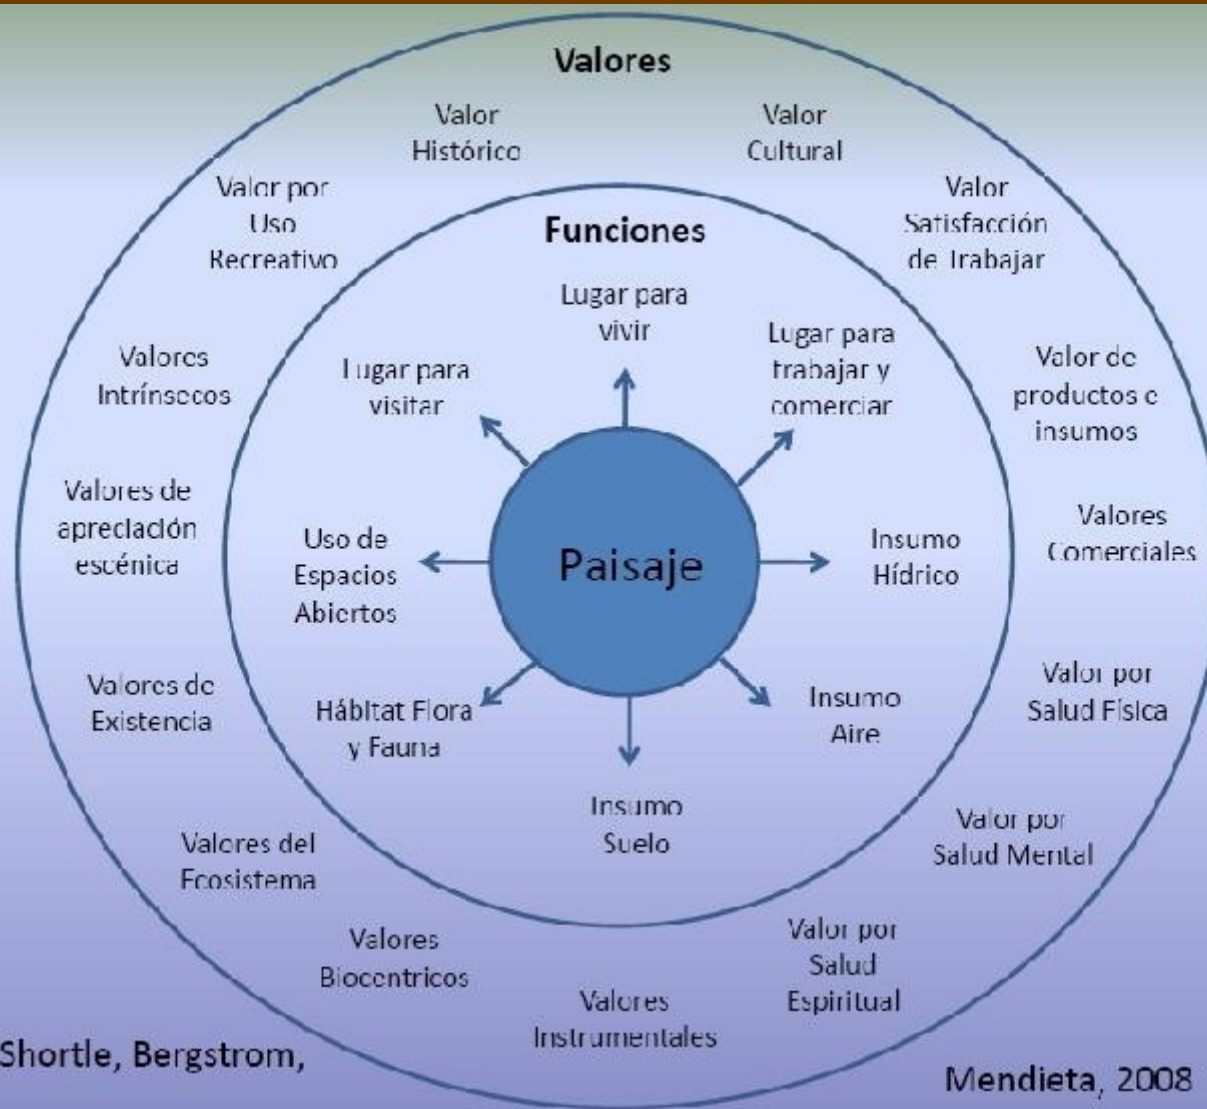 Valores
Valor
Histórico
Valor
Cultural
Valor por
Uso
Recreativo
Valor
Satisfacción
de Trabajar
Funciones
Lugar para
vivir
Lugar para
visitar
Lugar para
trabajar y
comerciar
Valores
Intrínsecos
Valor de
productos e
insumos
Valores de
apreciación
escénica
Uso de
Espacios
Abiertos
Paisaje
Insumo
Hídrico
Valores
Comerciales
Valores de
Existencia
Hábitat Flora
y Fauna
Insumo
Aire
Valor por
Salud Física
Insumo
Suelo
Valores del
Ecosistema
Valor por
Salud Mental
Valores
Biocentricos
Valor por
Salud
Espiritual
Valores
Instrumentales
Shortle, Bergstrom,
Mendieta, 2008